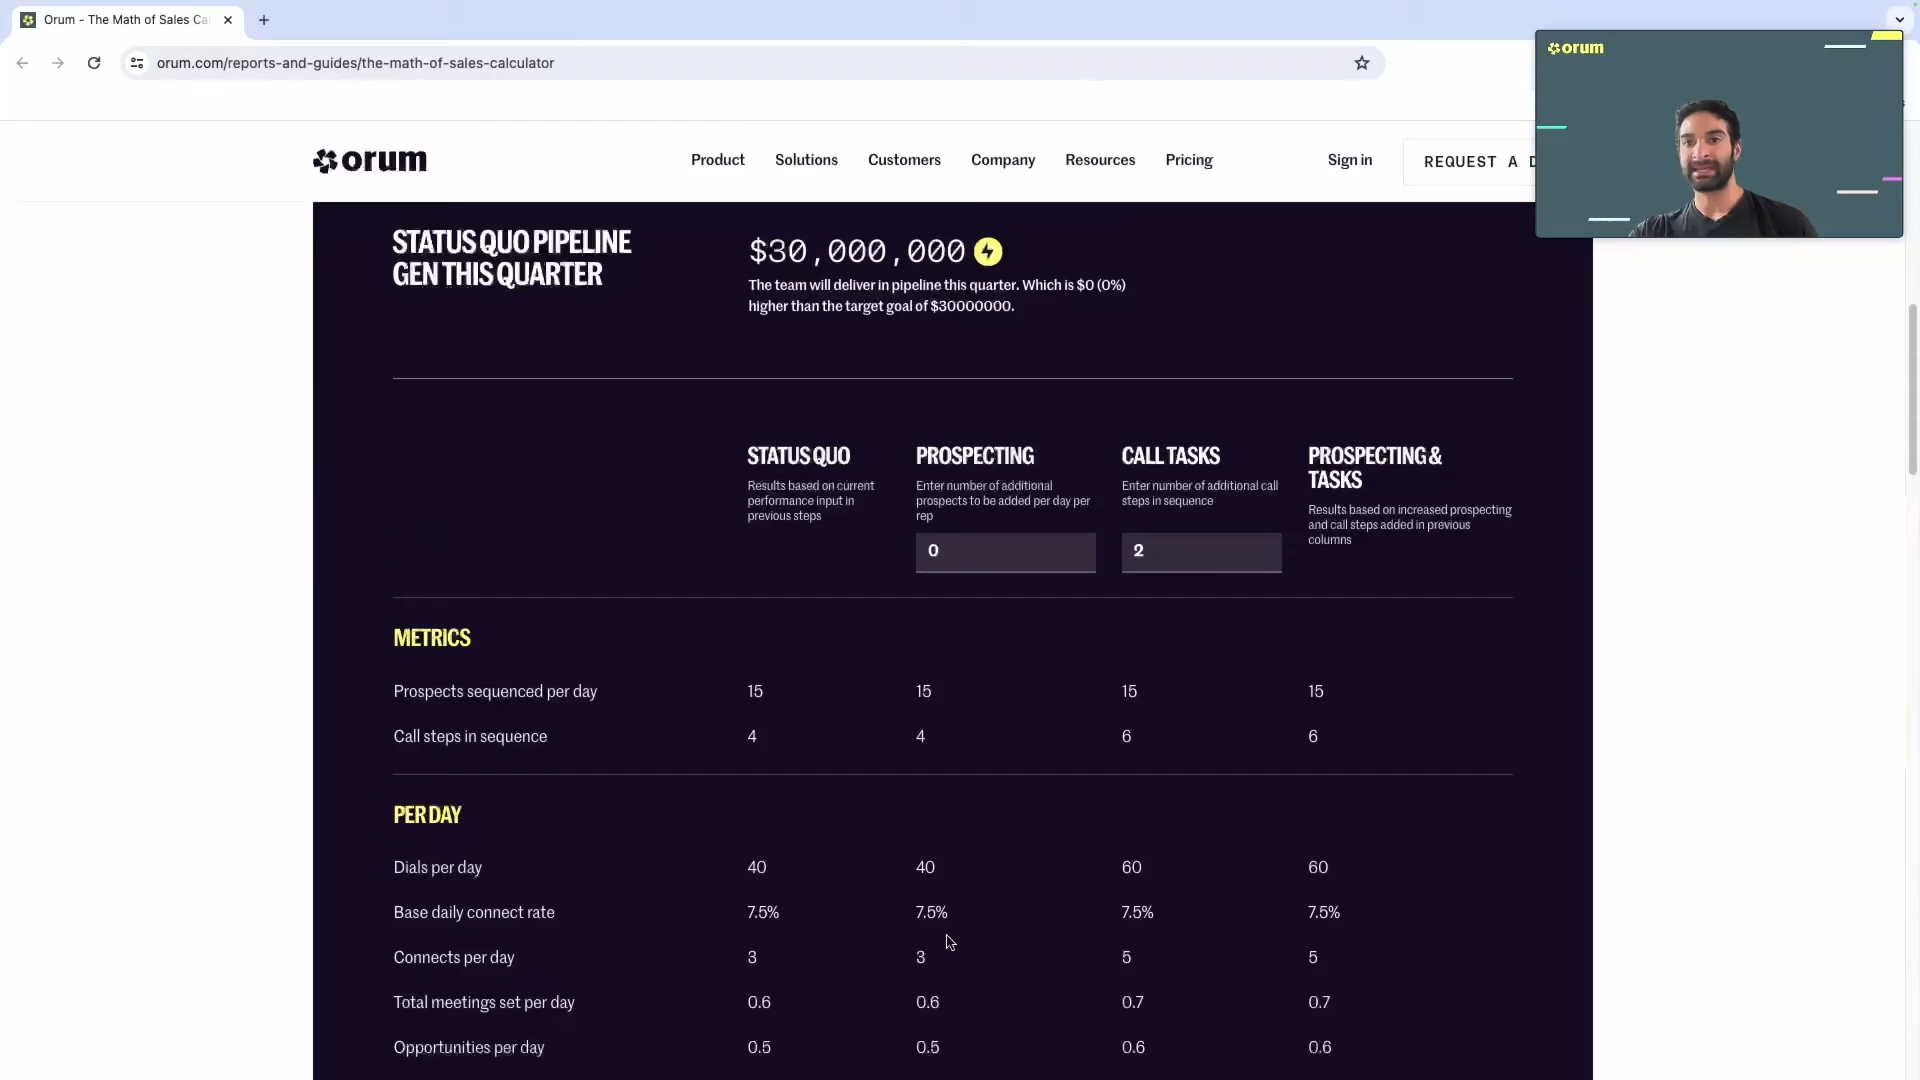 Orum - The Math of Sales Ca
orum.com/reports-and-guides/the-math-of-sales-calculator
orum
orum
Product Solutions Customers Company Resources Pricing Sign in REQUEST A D
STATUS QUO PIPELINE
GEN THIS QUARTER
$30,000,000
The team will deliver in pipeline this quarter. Which is $0 (0%)
higher than the target goal of $30000000.
STATUS QUO
Results based on current
performance input in
previous steps
PROSPECTING
Enter number of additional
prospects to be added per day per
rep
0
CALL TASKS
Enter number of additional call
steps in sequence
2
PROSPECTING &
TASKS
Results based on increased prospecting
and call steps added in previous
columns
METRICS
Prospects sequenced per day 15 15 15 15
Call steps in sequence 4 4 6 6
PER DAY
Dials per day 40 40 60 60
Base daily connect rate 7.5% 7.5% 7.5% 7.5%
Connects per day 3 3 5 5
Total meetings set per day 0.6 0.6 0.7 0.7
Opportunities per day 0.5 0.5 0.6 0.6